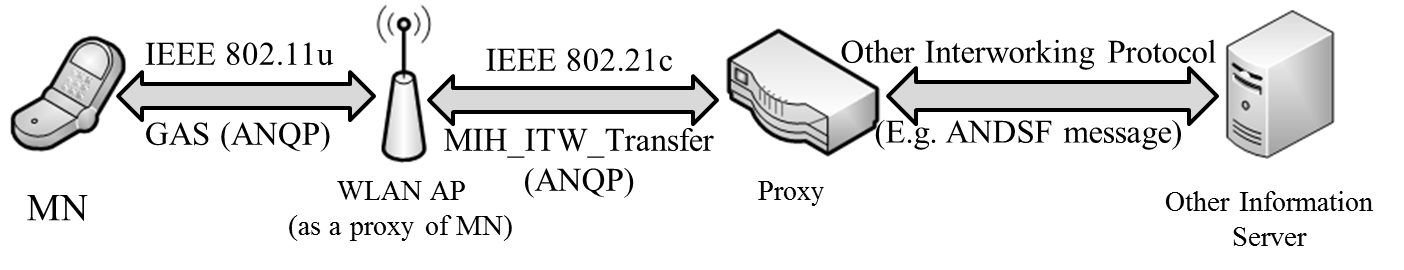 IEEE 802.11u
GAS (ANQP)
MN
WLAN AP
(as a proxy of MN)
IEEE 802.21c
MIH_ITW_Transfer
(ANQP)
Proxy
Other Interworking Protocol
(E.g. ANDSF message)
Other Information
Server